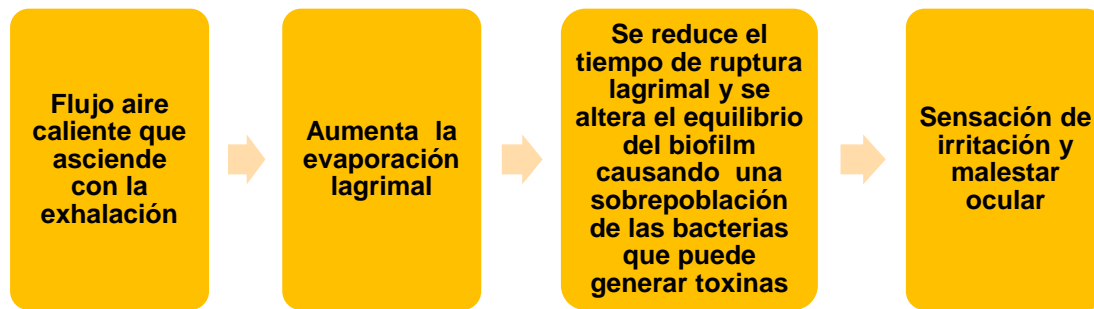 Flujo aire
caliente que
asciende
con la
exhalación
Aumenta la
evaporación
lagrimal
Se reduce el
tiempo de ruptura
lagrimal y se
altera el equilibrio
del biofilm
causando una
sobrepoblación
de las bacterias
que puede
generar toxinas
Sensación de
irritación y
malestar
ocular